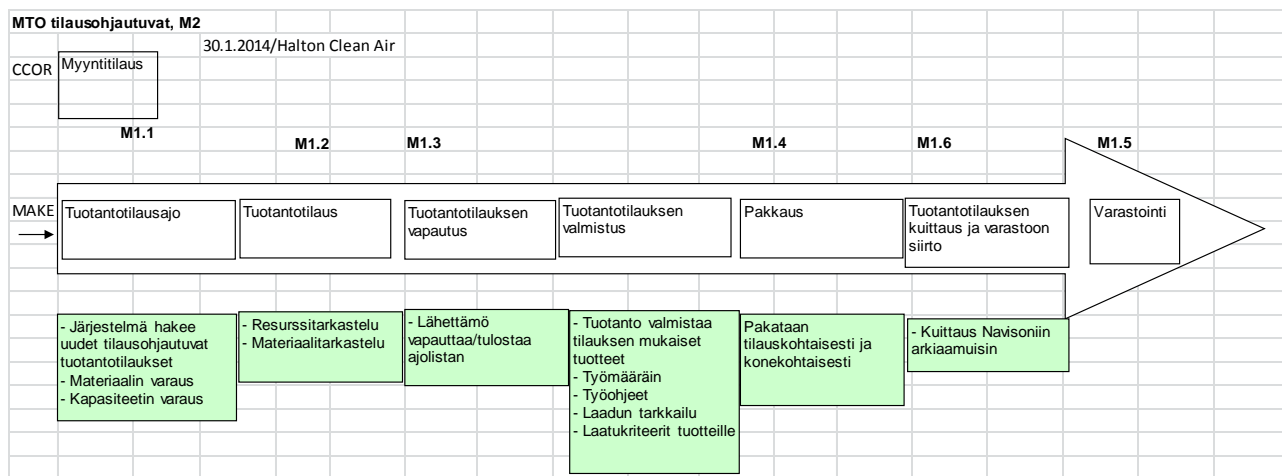 MTO tilausohjautuvat, M2
30.1.2014/Halton Clean Air
CCOR
Myyntitilaus
M1.1
M1.2
M1.3
M1.4
M1.6
M1.5
MAKE
Tuotantotilausajo
Tuotantotilaus
Tuotantotilauksen
vapautus
Tuotantotilauksen
valmistus
Pakkaus
Tuotantotilauksen
kuittaus ja varastoon
siirto
Varastointi
- Järjestelmä hakee
uudet tilausohjautuvat
tuotantotilaukset
- Materiaalin varaus
- Kapasiteetin varaus
- Resurssitarkastelu
- Materiaalitarkastelu
- Lähettämö
vapauttaa/tulostaa
ajolistan
- Tuotanto valmistaa
tilauksen mukaiset
tuotteet
- Työmääräin
- Työohjeet
- Laadun tarkkailu
- Laatukriteerit tuotteille
Pakataan
tilauskohtaisesti ja
konekohtaisesti
- Kuittaus Navisoniin
arkiaamuisin